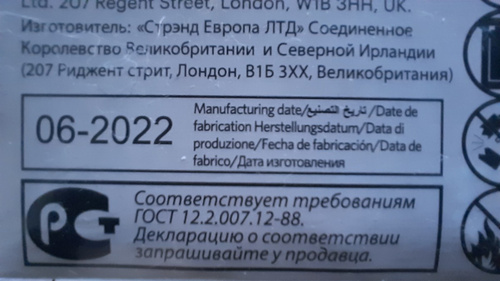 Ltd. 207 Regent Street, London, W1B 3HH, UK.
Изготовитель: «Стрэнд Европа ЛТД» Соединенное
Королевство Великобритании и Северной Ирландии
(207 Риджент стрит, Лондон, В1Б 3ХХ, Великобритания)
06-2022
Manufacturing date/تاريخ التصنيع/Date de
fabrication Herstellungsdatum/Data di
produzione/Fecha de fabricación/Data de
fabrico/Дата изготовления
РСТ
Соответствует требованиям
ГОСТ 12.2.007.12-88.
Декларацию о соответствии
запрашивайте у продавца.